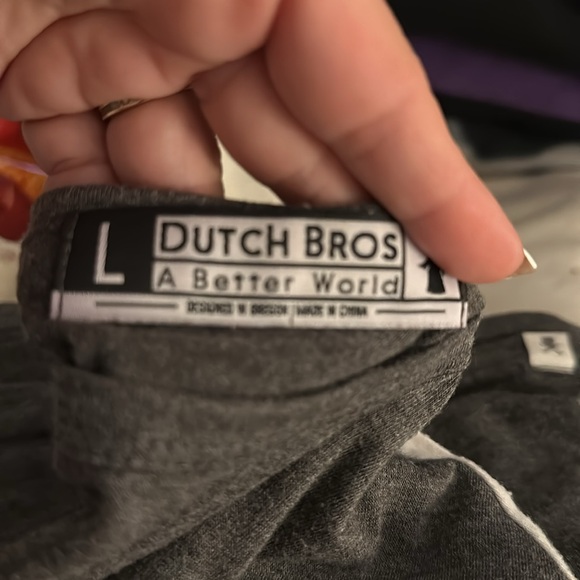 L
DUTCH BROS
A Better World
DESIGNED IN OREGON | MADE IN CHINA